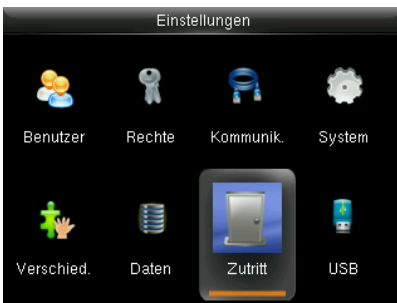 Einstellungen
Benutzer Rechte Kommunik. System
Verschied. Daten Zutritt USB